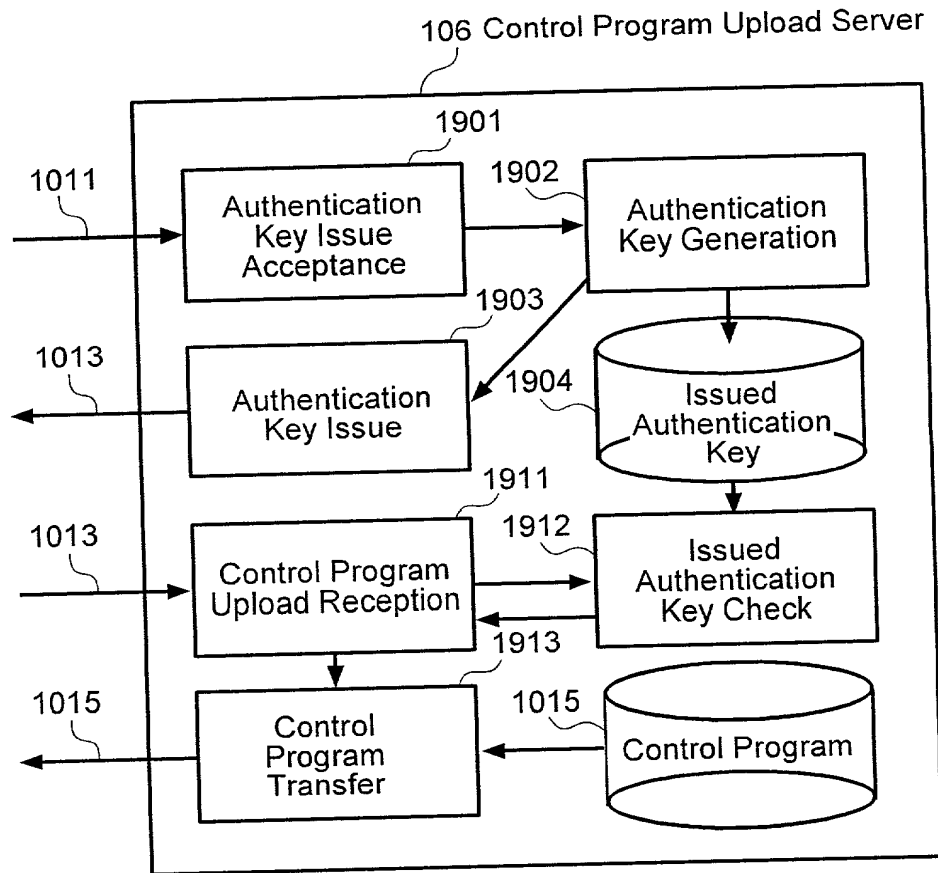 106 Control Program Upload Server
1901
1011
Authentication
Key Issue
Acceptance
1902
Authentication
Key Generation
1903
1013
Authentication
Key Issue
1904
Issued
Authentication
Key
1911
1013
Control Program
Upload Reception
1912
Issued
Authentication
Key Check
1913
1015
Control
Program
Transfer
1015
Control Program